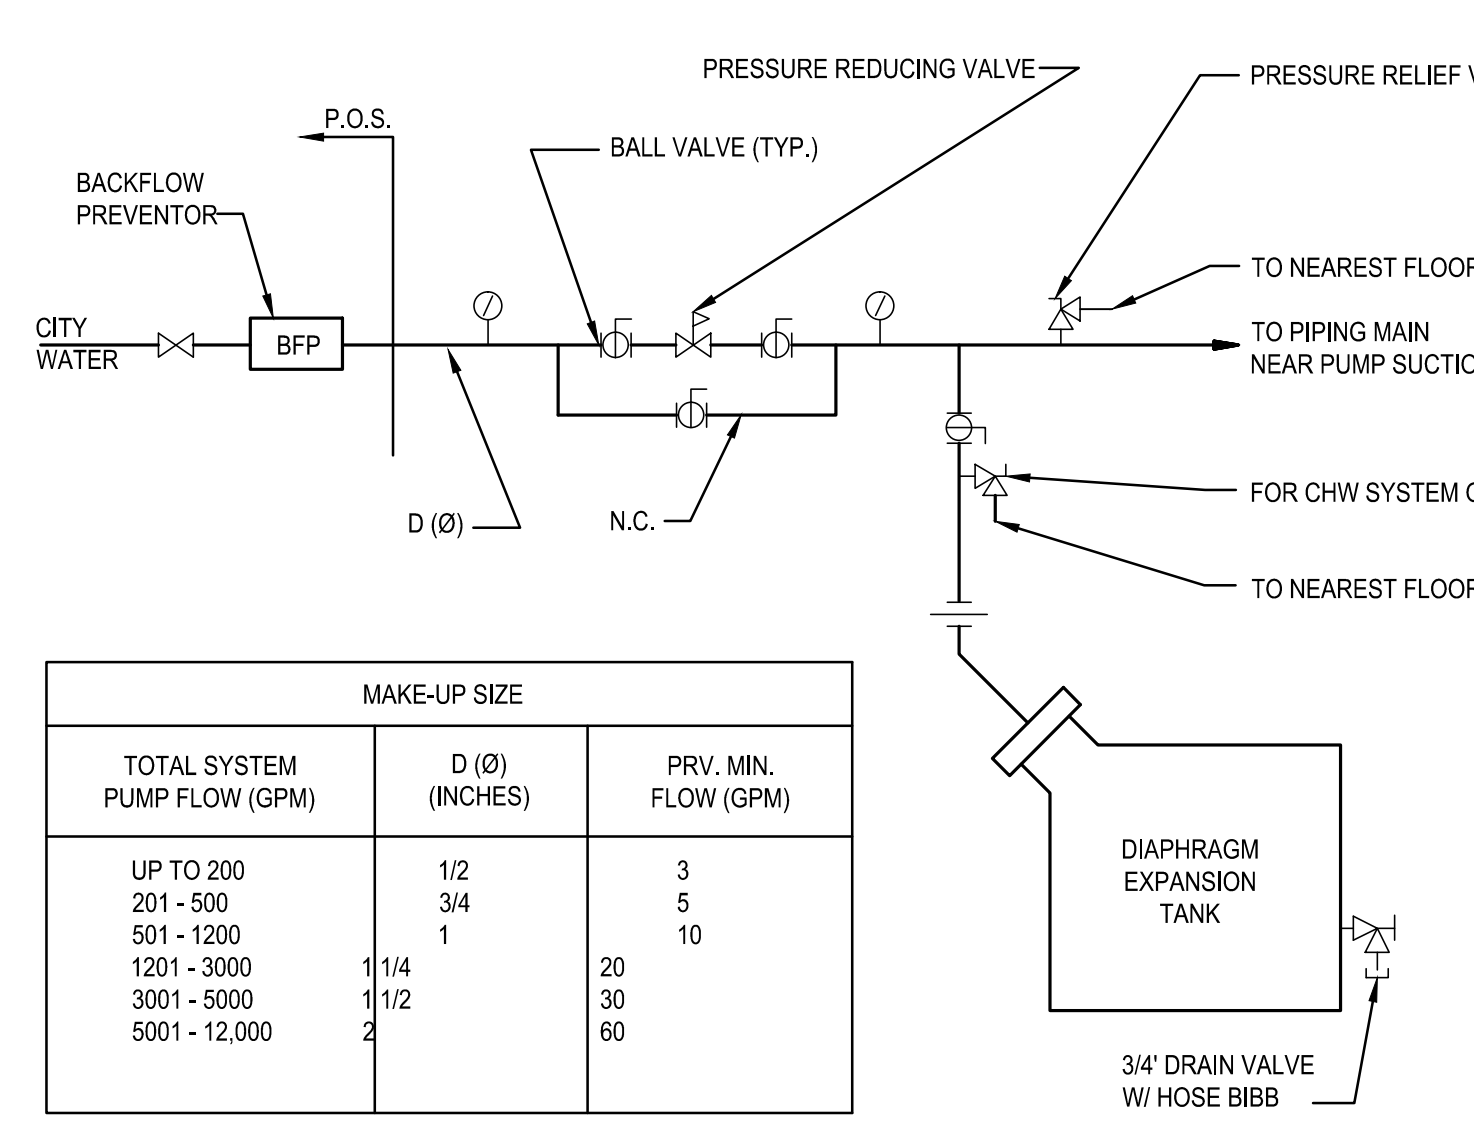 PRESSURE REDUCING VALVE
PRESSURE RELIEF V
P.O.S.
BALL VALVE (TYP.)
BACKFLOW
PREVENTOR
TO NEAREST FLOOR
CITY
WATER
BFP
TO PIPING MAIN
NEAR PUMP SUCTIO
D (Ø)
N.C.
FOR CHW SYSTEM O
TO NEAREST FLOOR
MAKE-UP SIZE
TOTAL SYSTEM
PUMP FLOW (GPM)
D (Ø)
(INCHES)
PRV. MIN.
FLOW (GPM)
UP TO 200 1/2 3
201 - 500 3/4 5
501 - 1200 1 10
1201 - 3000 1 1/4 20
3001 - 5000 1 1/2 30
5001 - 12,000 2 60
DIAPHRAGM
EXPANSION
TANK
3/4' DRAIN VALVE
W/ HOSE BIBB